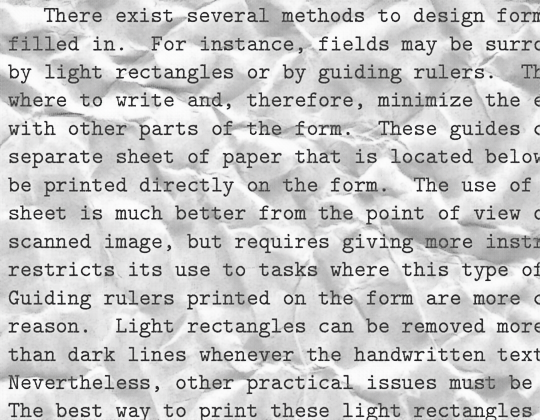 There exist several methods to design form
filled in. For instance, fields may be surro
by light rectangles or by guiding rulers. Th
where to write and, therefore, minimize the e
with other parts of the form. These guides c
separate sheet of paper that is located below
be printed directly on the form. The use of
sheet is much better from the point of view o
scanned image, but requires giving more instr
restricts its use to tasks where this type of
Guiding rulers printed on the form are more c
reason. Light rectangles can be removed more
than dark lines whenever the handwritten text
Nevertheless, other practical issues must be
The best way to print these light rectangles